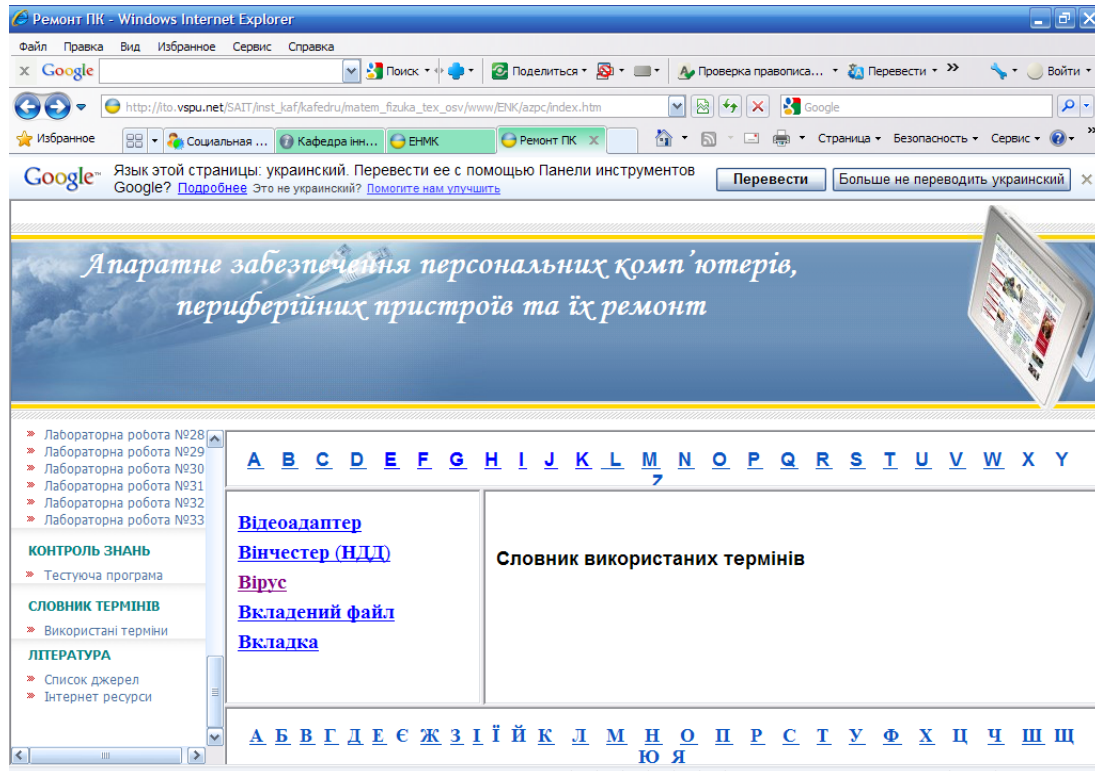 Ремонт ПК - Windows Internet Explorer
Файл Правка Вид Избранное Сервис Справка
x Google Поиск Поделиться Проверка правописа... Перевести » Войти
http://ito.vspu.net/SAIT/inst_kaf/kafedru/matem_fizuka_tex_osv/www/ENK/azpc/index.htm Google
Избранное Социальная ... Кафедра інн... ЕНМК Ремонт ПК x Страница Безопасность Сервис »
Google™ Язык этой страницы: украинский. Перевести ее с помощью Панели инструментов Перевести Больше не переводить украинский
Google? Подробнее Это не украинский? Помогите нам улучшить
Апаратне забезпечення персональних комп'ютерів,
периферійних пристроїв та їх ремонт
» Лабораторна робота №28
» Лабораторна робота №29
» Лабораторна робота №30
» Лабораторна робота №31
» Лабораторна робота №32
» Лабораторна робота №33
КОНТРОЛЬ ЗНАНЬ
» Тестуюча програма
СЛОВНИК ТЕРМІНІВ
» Використані терміни
ЛІТЕРАТУРА
» Список джерел
» Інтернет ресурси
A B C D E F G H I J K L M N O P Q R S T U V W X Y
Z
Відеоадаптер
Вінчестер (НДД)
Вірус
Вкладений файл
Вкладка
Словник використаних термінів
А Б В Г Д Е Є Ж З І Ї Й К Л М Н О П Р С Т У Ф Х Ц Ч Ш Щ
Ю Я